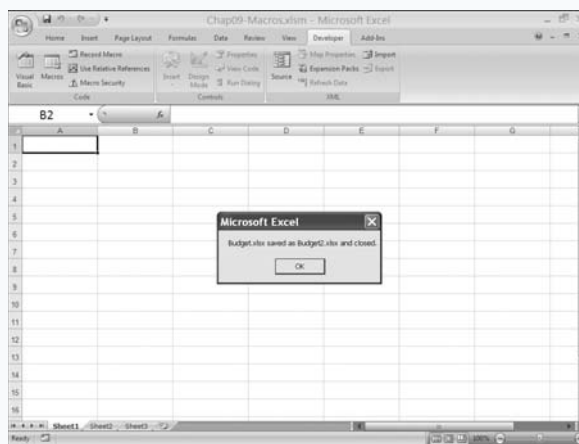 Chap09-Macros.xlsm - Microsoft Excel
Home Insert Page Layout Formulas Data Review View Developer Add-Ins
Visual Basic
Macros
Record Macro
Use Relative References
Macro Security
Code
Insert
Design Mode
Properties
View Code
Run Dialog
Controls
Source
Map Properties
Expansion Packs
Refresh Data
Import
Export
XML
B2
fx
A B C D E F G
1
2
3
4
5
6
7
8
9
10
11
12
13
14
15
16
Microsoft Excel
Budget.xlsx saved as Budget2.xlsx and closed.
OK
Sheet1 Sheet2 Sheet3
Ready
100%